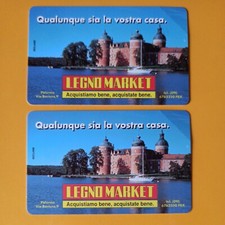 Qualunque sia la vostra casa.
LEGNO MARKET
Acquistiamo bene, acquistate bene.
Qualunque sia la vostra casa.
LEGNO MARKET
Acquistiamo bene, acquistate bene.